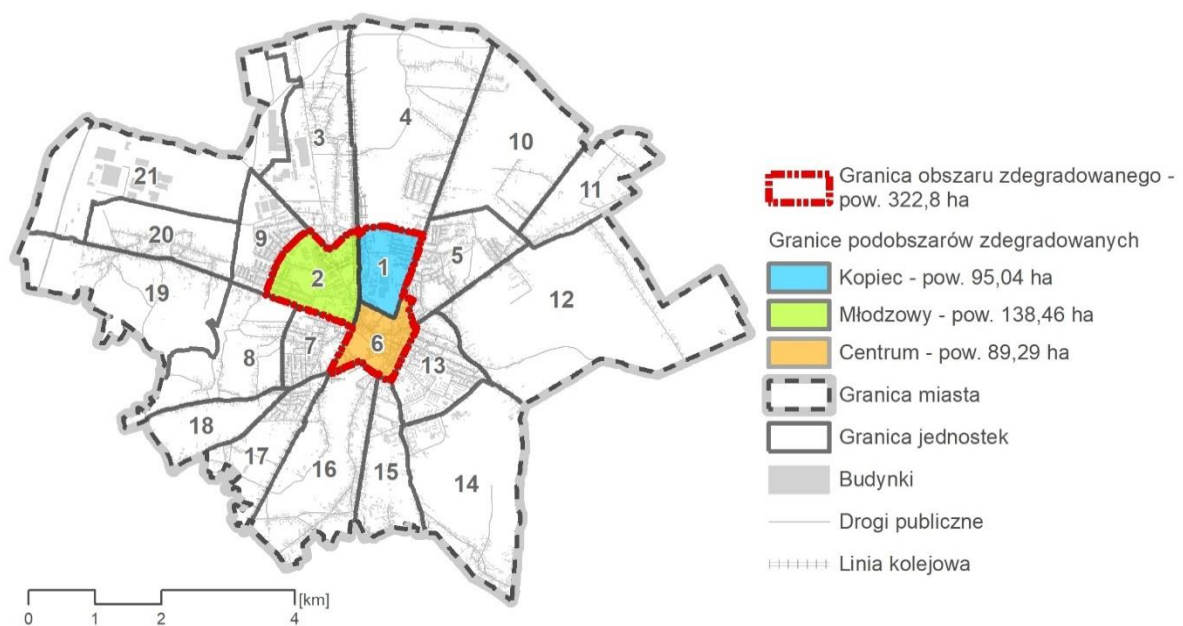 4
3
10
21
11
20
9
5
1
2
19
12
6
7
8
13
18
17
16
15
14
[km]
0 1 2 4
Granica obszaru zdegradowanego -
pow. 322,8 ha
Granice podobszarów zdegradowanych
Kopiec - pow. 95,04 ha
Młodzowy - pow. 138,46 ha
Centrum - pow. 89,29 ha
Granica miasta
Granica jednostek
Budynki
Drogi publiczne
Linia kolejowa